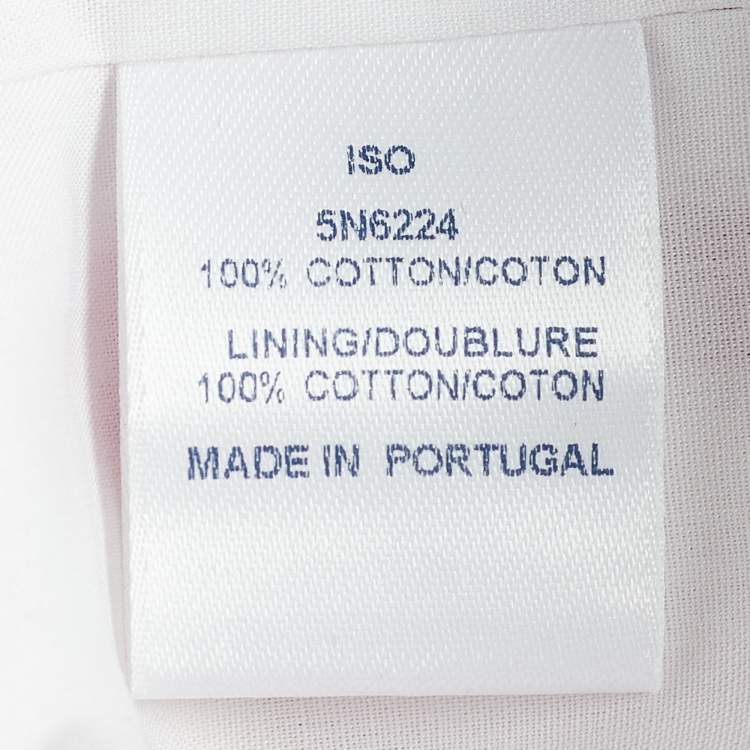 ISO
5N6224
100% COTTON/COTON
LINING/DOUBLURE
100% COTTON/COTON
MADE IN PORTUGAL